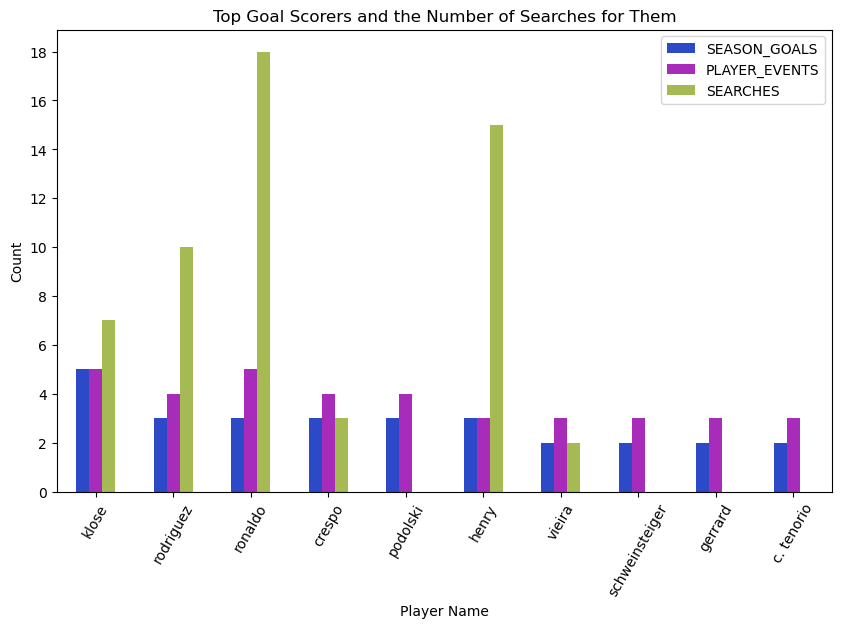 Top Goal Scorers and the Number of Searches for Them
SEASON_GOALS
PLAYER_EVENTS
SEARCHES
18
16
14
12
10
8
6
4
2
0
Count
klose
rodriguez
ronaldo
crespo
podolski
henry
vieira
schweinsteiger
gerrard
c. tenorio
Player Name